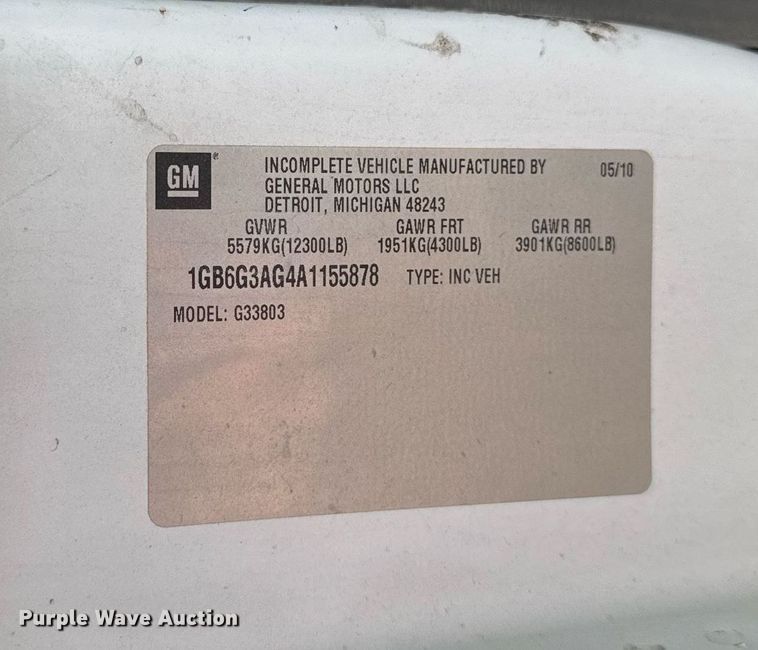 GM® INCOMPLETE VEHICLE MANUFACTURED BY 05/10
GENERAL MOTORS LLC
DETROIT, MICHIGAN 48243
GVWR GAWR FRT GAWR RR
5579KG(12300LB) 1951KG(4300LB) 3901KG(8600LB)
1GB6G3AG4A1155878 TYPE: INC VEH
MODEL: G33803
Purple Wave Auction